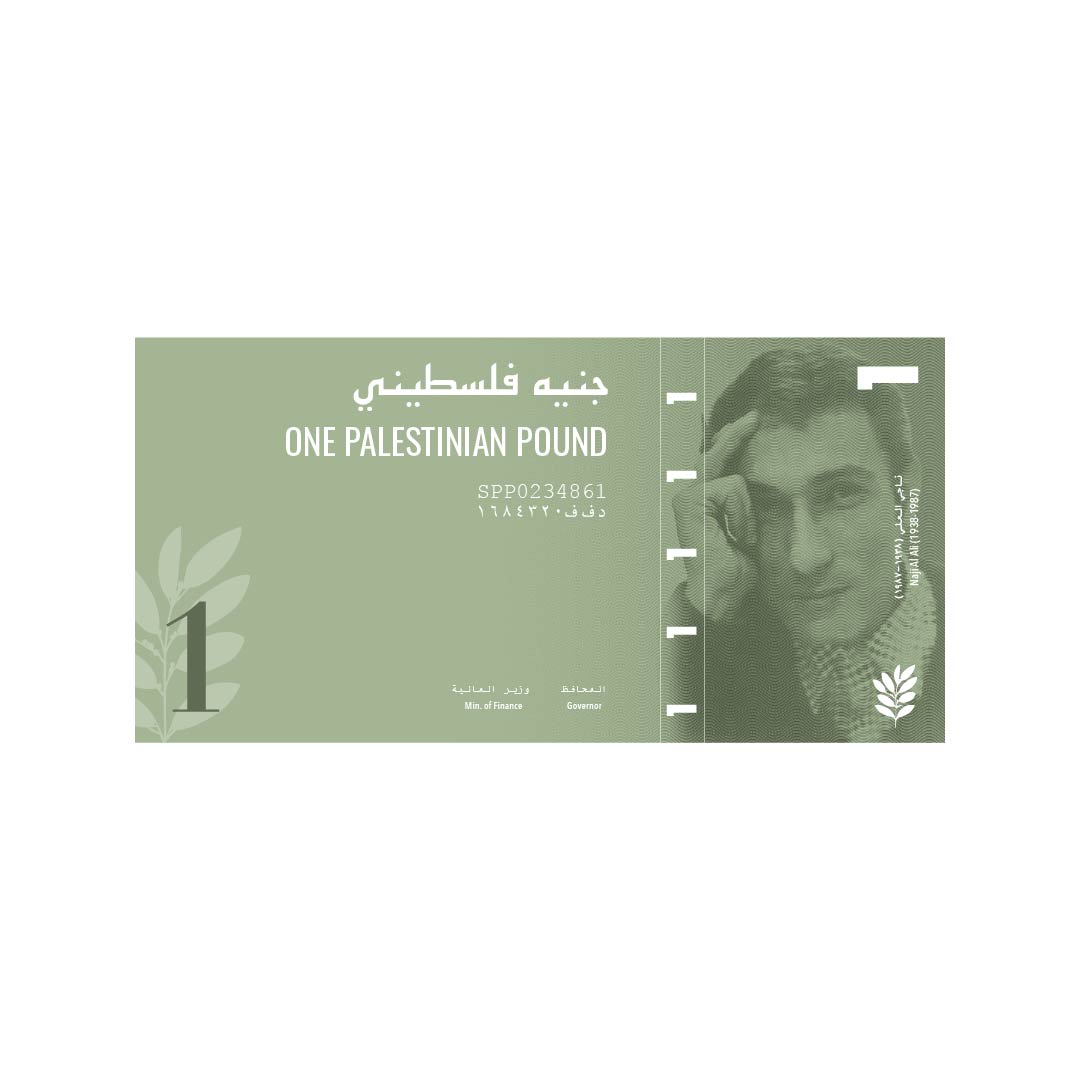 جنيه فلسطيني
ONE PALESTINIAN POUND
SPP0234861
دفف١٦٨٤٣٢٠
المحافظ
Governor
وزير المالية
Min. of Finance
1
1
1
1
1
1
1
ناجي العلي (١٩٣٨–١٩٨٧)
Naji Al Ali (1938-1987)